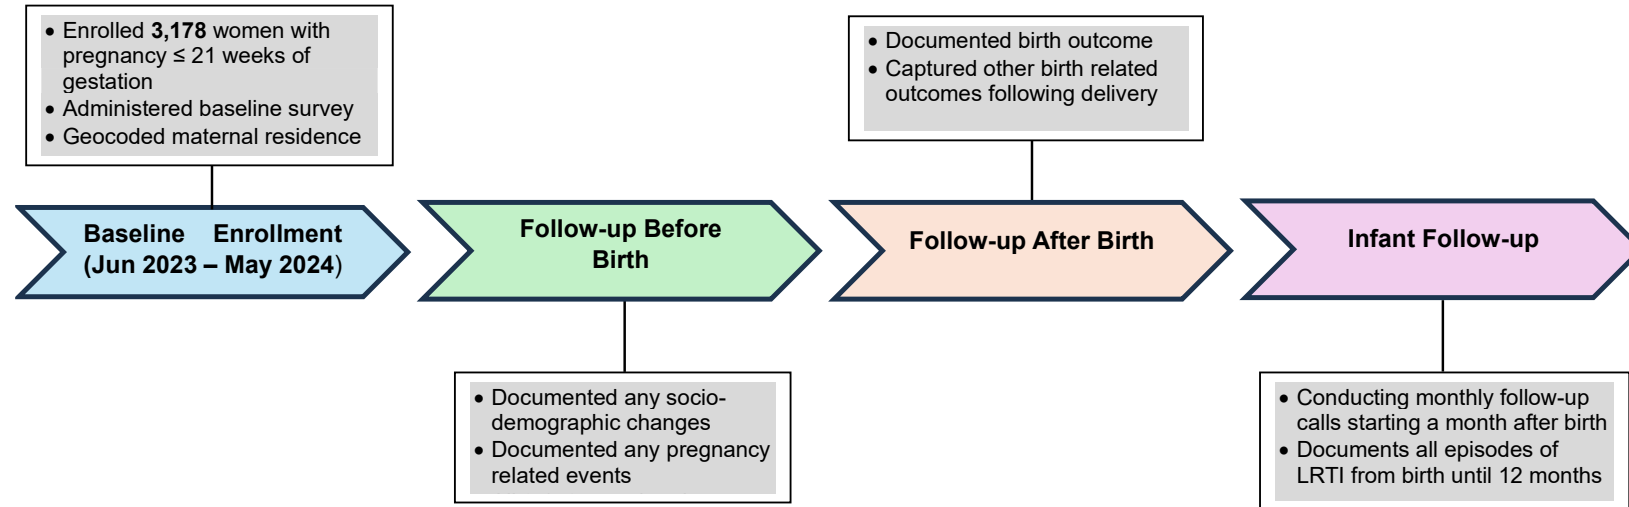 • Enrolled 3,178 women with
pregnancy ≤ 21 weeks of
gestation
• Administered baseline survey
• Geocoded maternal residence
Baseline Enrollment
(Jun 2023 – May 2024)
Follow-up Before
Birth
• Documented any socio-
demographic changes
• Documented any pregnancy
related events
• Documented birth outcome
• Captured other birth related
outcomes following delivery
Follow-up After Birth
Infant Follow-up
• Conducting monthly follow-up
calls starting a month after birth
• Documents all episodes of
LRTI from birth until 12 months